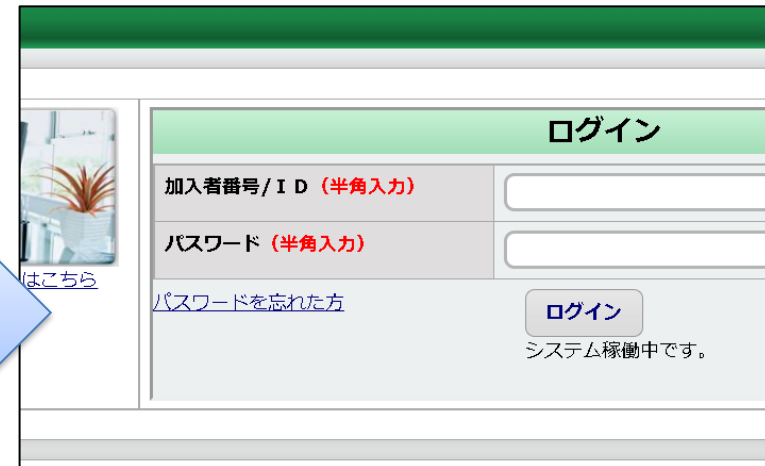 ログイン
加入者番号/ＩＤ（半角入力）
パスワード（半角入力）
はこちら
パスワードを忘れた方
ログイン
システム稼働中です。